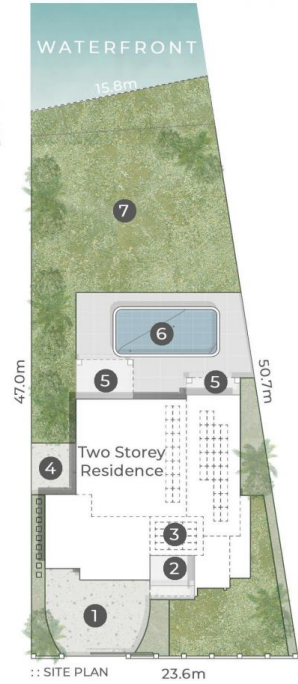 WATERFRONT
15.8m
7
6
5
5
47.0m
50.7m
Two Storey
Residence
4
3
2
1
:: SITE PLAN
23.6m